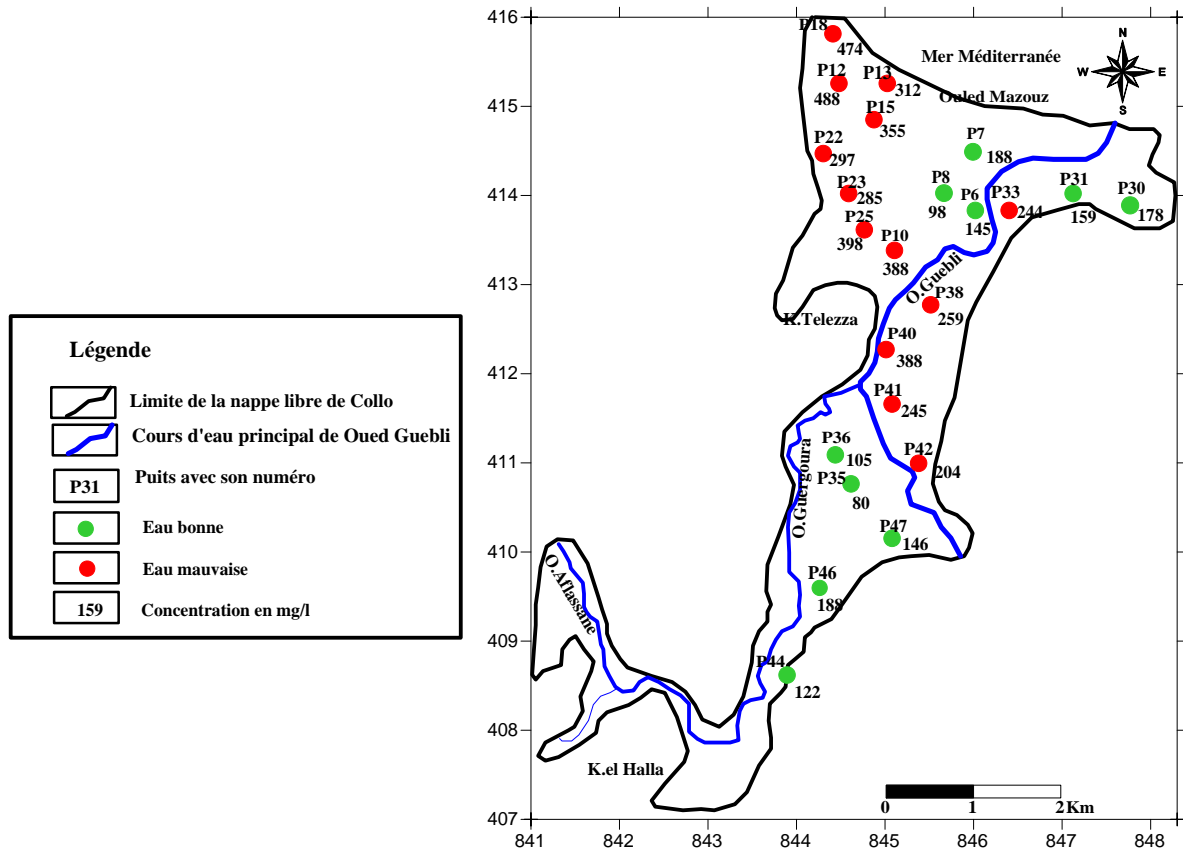 416
415
414
413
412
411
410
409
408
407
841
842
843
844
845
846
847
848
N
W
E
S
Mer Méditerranée
Ouled Mazouz
P18
474
P12
488
P13
312
P15
355
P22
297
P23
285
P25
398
P10
388
P7
188
P8
98
P6
145
P33
244
P31
159
P30
178
O.Guebli
P38
259
K.Telezza
P40
388
P41
245
P42
204
P36
105
P35
80
O.Guergoura
P47
146
P46
188
P44
122
O.Aflassane
K.el Halla
0
1
2 Km
Légende
Limite de la nappe libre de Collo
Cours d'eau principal de Oued Guebli
P31 Puits avec son numéro
Eau bonne
Eau mauvaise
159 Concentration en mg/l